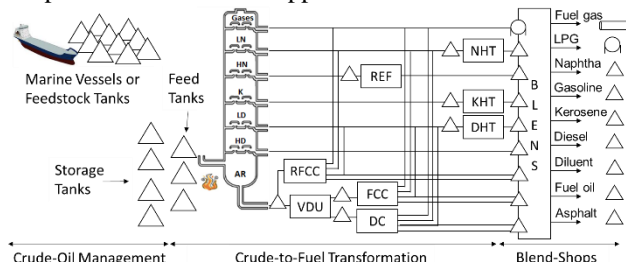 Marine Vessels or
Feedstock Tanks
Feed
Tanks
Storage
Tanks
Gases
LN
HN
K
LD
HD
AR
RFCC
VDU
REF
FCC
DC
NHT
KHT
DHT
B
L
E
N
S
Fuel gas
LPG
Naphtha
Gasoline
Kerosene
Diesel
Diluent
Fuel oil
Asphalt
Crude-Oil Management
Crude-to-Fuel Transformation
Blend-Shops